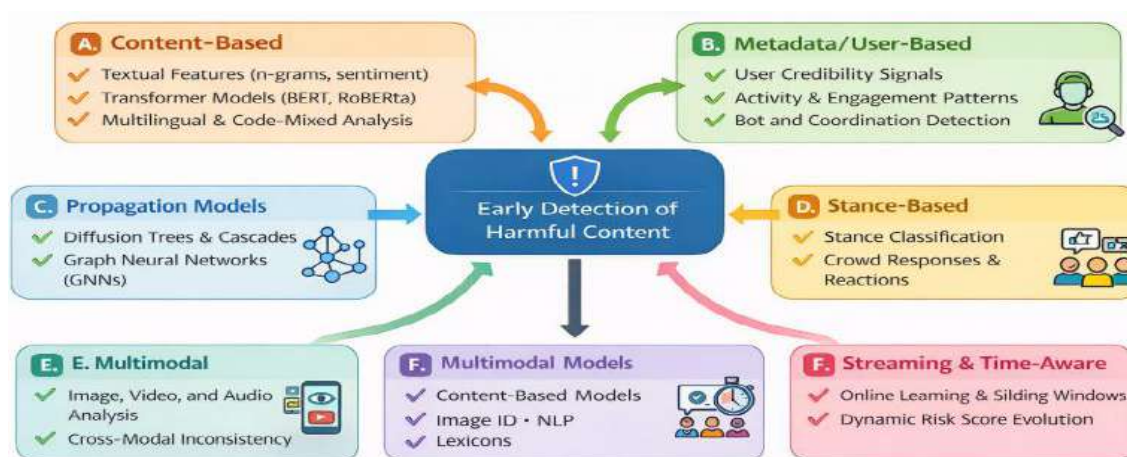 A. Content-Based
✓ Textual Features (n-grams, sentiment)
✓ Transformer Models (BERT, RoBERta)
✓ Multilingual & Code-Mixed Analysis
B. Metadata/User-Based
✓ User Credibility Signals
✓ Activity & Engagement Patterns
✓ Bot and Coordination Detection
!
Early Detection of
Harmful Content
C. Propagation Models
✓ Diffusion Trees & Cascades
✓ Graph Neural Networks
(GNNs)
D. Stance-Based
✓ Stance Classification
✓ Crowd Responses &
Reactions
E. E. Multimodal
✓ Image, Video, and Audio
Analysis
✓ Cross-Modal Inconsistency
F. Multimodal Models
✓ Content-Based Models
✓ Image ID • NLP
✓ Lexicons
F. Streaming & Time-Aware
✓ Online Learning & Silding Windows
✓ Dynamic Risk Score Evolution